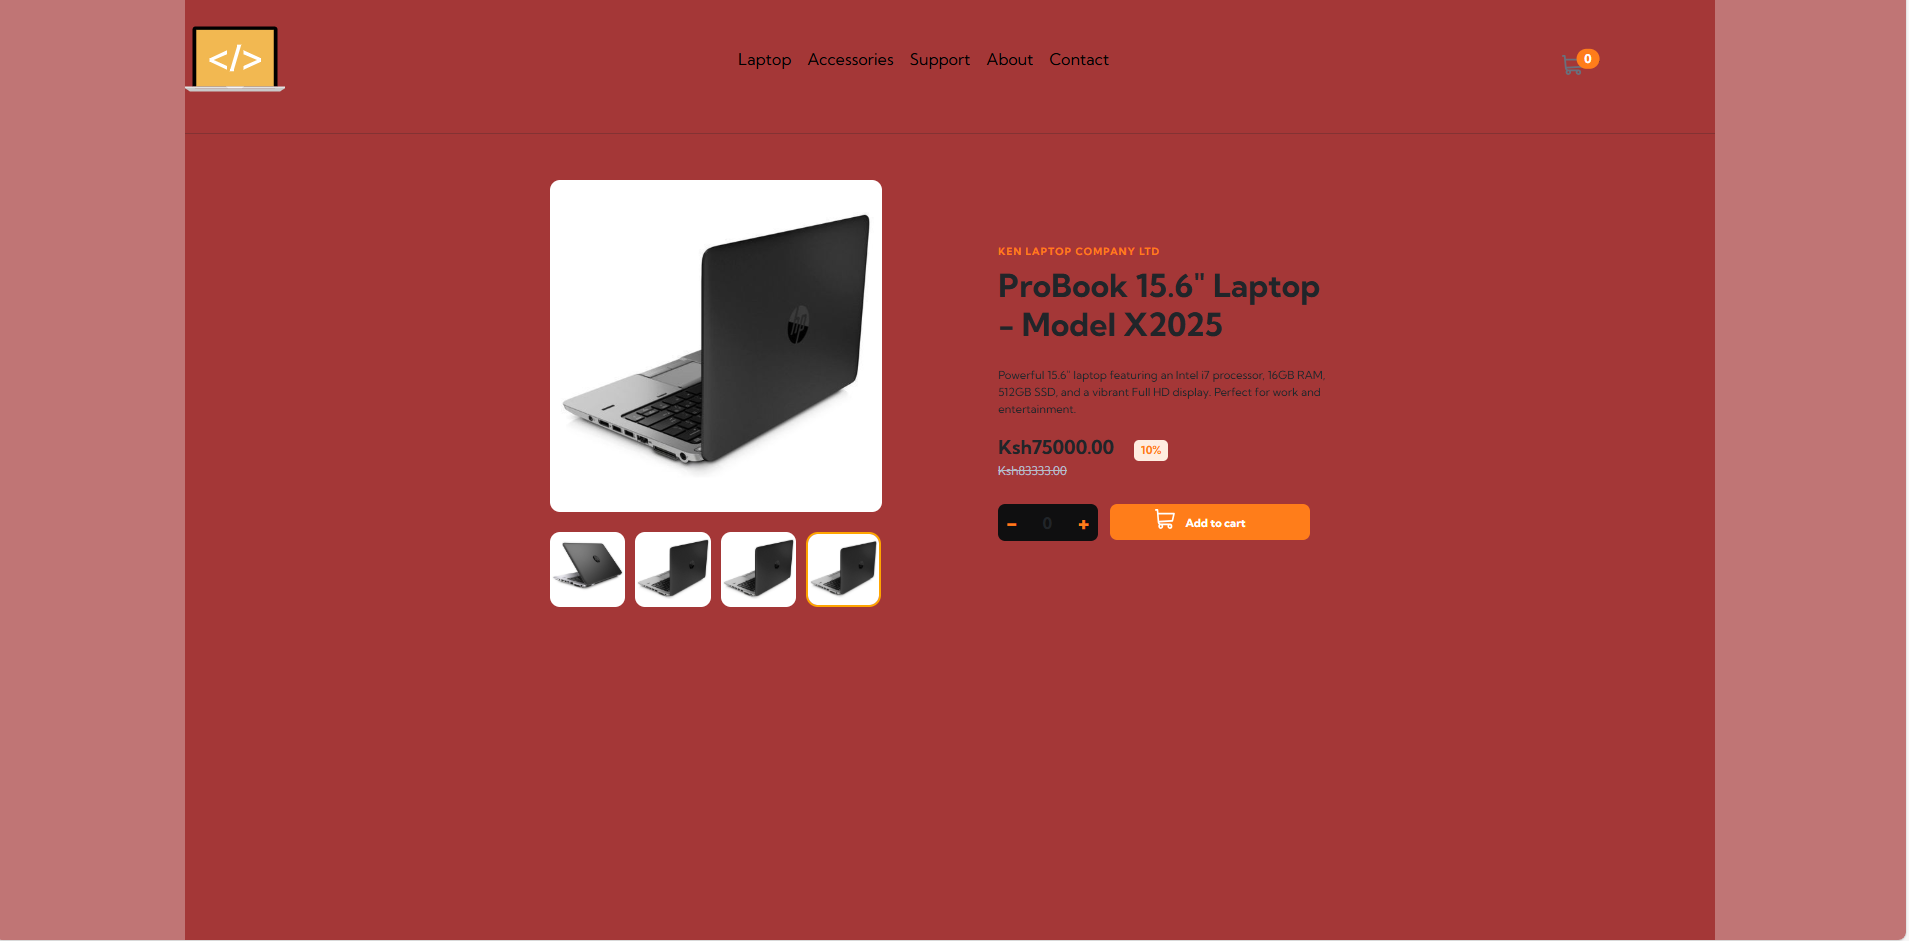 </>
Laptop Accessories Support About Contact
0
hp
KEN LAPTOP COMPANY LTD
ProBook 15.6" Laptop
- Model X2025
Powerful 15.6" laptop featuring an Intel i7 processor, 16GB RAM,
512GB SSD, and a vibrant Full HD display. Perfect for work and
entertainment.
Ksh75000.00 10%
Ksh83333.00
- 0 + Add to cart